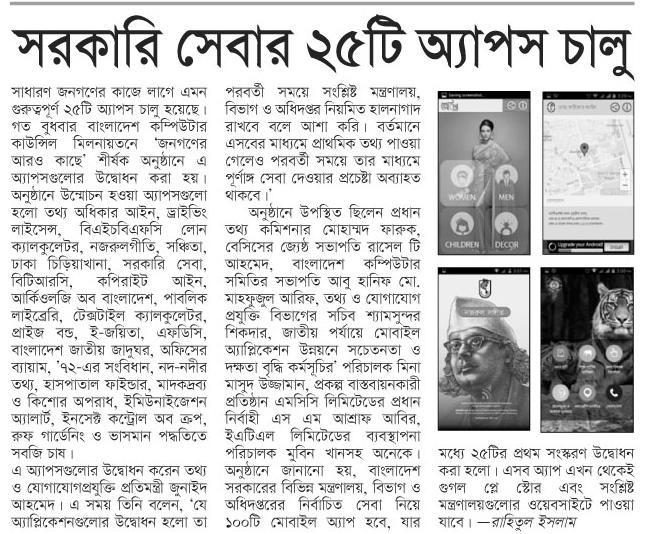 সরকারি সেবার ২৫টি অ্যাপস চালু
সাধারণ জনগণের কাজে লাগে এমন
গুরুত্বপূর্ণ ২৫টি অ্যাপস চালু হয়েছে।
গত বুধবার বাংলাদেশ কম্পিউটার
কাউন্সিল মিলনায়তনে ‘জনগণের
আরও কাছে’ শীর্ষক অনুষ্ঠানে এ
অ্যাপসগুলোর উদ্বোধন করা হয়।
অনুষ্ঠানে উন্মোচন হওয়া অ্যাপসগুলো
হলো তথ্য অধিকার আইন, ড্রাইভিং
লাইসেন্স, বিএইচবিএফসি লোন
ক্যালকুলেটর, নজরুলগীতি, সঞ্চিতা,
ঢাকা চিড়িয়াখানা, সরকারি সেবা,
বিটিআরসি, কপিরাইট আইন,
আর্কিওলজি অব বাংলাদেশ, পাবলিক
লাইব্রেরি, টেক্সটাইল ক্যালকুলেটর,
প্রাইজ বন্ড, ই-জয়িতা, এফডিসি,
বাংলাদেশ জাতীয় জাদুঘর, অফিসের
ব্যায়াম, ’৭২-এর সংবিধান, নদ-নদীর
তথ্য, হাসপাতাল ফাইন্ডার, মাদকদ্রব্য
ও কিশোর অপরাধ, ইমিউনাইজেশন
অ্যালার্ট, ইনসেক্ট কন্ট্রোল অব ক্রপ,
রুফ গার্ডেনিং ও ভাসমান পদ্ধতিতে
সবজি চাষ।
এ অ্যাপসগুলোর উদ্বোধন করেন তথ্য
ও যোগাযোগপ্রযুক্তি প্রতিমন্ত্রী জুনাইদ
আহমেদ। এ সময় তিনি বলেন, ‘যে
অ্যাপ্লিকেশনগুলোর উদ্বোধন হলো তা
পরবর্তী সময়ে সংশ্লিষ্ট মন্ত্রণালয়,
বিভাগ ও অধিদপ্তর নিয়মিত হালনাগাদ
রাখবে বলে আশা করি। বর্তমানে
এসবের মাধ্যমে প্রাথমিক তথ্য পাওয়া
গেলেও পরবর্তী সময়ে তার মাধ্যমে
পূর্ণাঙ্গ সেবা দেওয়ার প্রচেষ্টা অব্যাহত
থাকবে।’
অনুষ্ঠানে উপস্থিত ছিলেন প্রধান
তথ্য কমিশনার মোহাম্মদ ফারুক,
বেসিসের জ্যেষ্ঠ সভাপতি রাসেল টি
আহমেদ, বাংলাদেশ কম্পিউটার
সমিতির সভাপতি আবু হানিফ মো.
মাহফুজুল আরিফ, তথ্য ও যোগাযোগ
প্রযুক্তি বিভাগের সচিব শ্যামসুন্দর
শিকদার, জাতীয় পর্যায়ে মোবাইল
অ্যাপ্লিকেশন উন্নয়নে সচেতনতা ও
দক্ষতা বৃদ্ধি কর্মসূচির’ পরিচালক মিনা
মাসুদ উজ্জামান, প্রকল্প বাস্তবায়নকারী
প্রতিষ্ঠান এমসিসি লিমিটেডের প্রধান
নির্বাহী এস এম আশ্রাফ আবির,
ইএটিএল লিমিটেডের ব্যবস্থাপনা
পরিচালক মুবিন খানসহ অনেকে।
অনুষ্ঠানে জানানো হয়, বাংলাদেশ
সরকারের বিভিন্ন মন্ত্রণালয়, বিভাগ ও
অধিদপ্তরের নির্বাচিত সেবা নিয়ে
১০০টি মোবাইল অ্যাপ হবে, যার
Saving screenshot...
WOMEN
MEN
CHILDREN
DECOR
Upgrade your Android
Install
মধ্যে ২৫টির প্রথম সংস্করণ উদ্বোধন
করা হলো। এসব অ্যাপ এখন থেকেই
গুগল প্লে স্টোর এবং সংশ্লিষ্ট
মন্ত্রণালয়গুলোর ওয়েবসাইটে পাওয়া
যাবে। —রাহিতুল ইসলাম